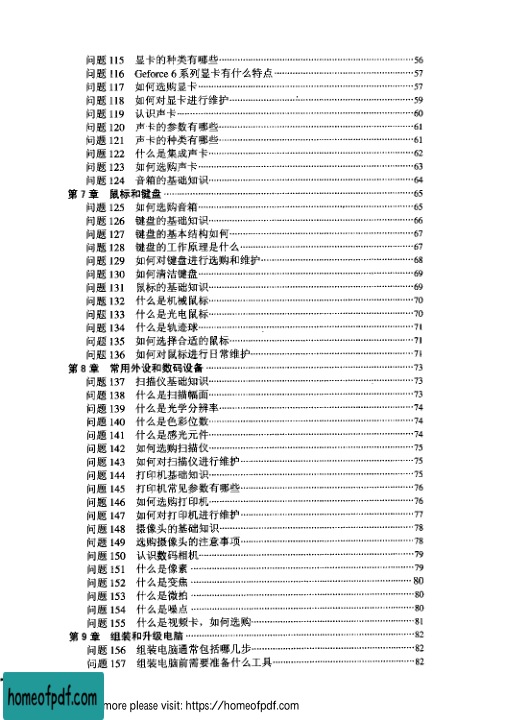 问题 115 显卡的种类有哪些 56
问题 116 Geforce 6 系列显卡有什么特点 57
问题 117 如何选购显卡 57
问题 118 如何对显卡进行维护 59
问题 119 认识声卡 60
问题 120 声卡的参数有哪些 61
问题 121 声卡的种类有哪些 61
问题 122 什么是集成声卡 62
问题 123 如何选购声卡 63
问题 124 音箱的基础知识 64
第 7 章 鼠标和键盘 65
问题 125 如何选购音箱 65
问题 126 键盘的基础知识 66
问题 127 键盘的基本结构如何 67
问题 128 键盘的工作原理是什么 67
问题 129 如何对键盘进行选购和维护 68
问题 130 如何清洁键盘 69
问题 131 鼠标的基础知识 69
问题 132 什么是机械鼠标 70
问题 133 什么是光电鼠标 70
问题 134 什么是轨迹球 71
问题 135 如何选择合适的鼠标 71
问题 136 如何对鼠标进行日常维护 71
第 8 章 常用外设和数码设备 73
问题 137 扫描仪基础知识 73
问题 138 什么是扫描幅面 73
问题 139 什么是光学分辨率 74
问题 140 什么是色彩位数 74
问题 141 什么是感光元件 74
问题 142 如何选购扫描仪 75
问题 143 如何对扫描仪进行维护 75
问题 144 打印机基础知识 75
问题 145 打印机常见参数有哪些 76
问题 146 如何选购打印机 76
问题 147 如何对打印机进行维护 77
问题 148 摄像头的基础知识 78
问题 149 选购摄像头的注意事项 78
问题 150 认识数码相机 79
问题 151 什么是像素 79
问题 152 什么是变焦 80
问题 153 什么是微拍 80
问题 154 什么是噪点 80
问题 155 什么是视频卡，如何选购 81
第 9 章 组装和升级电脑 82
问题 156 组装电脑通常包括哪几步 82
问题 157 组装电脑前需要准备什么工具 82
homeofpdf.com
more please visit: https://homeofpdf.com